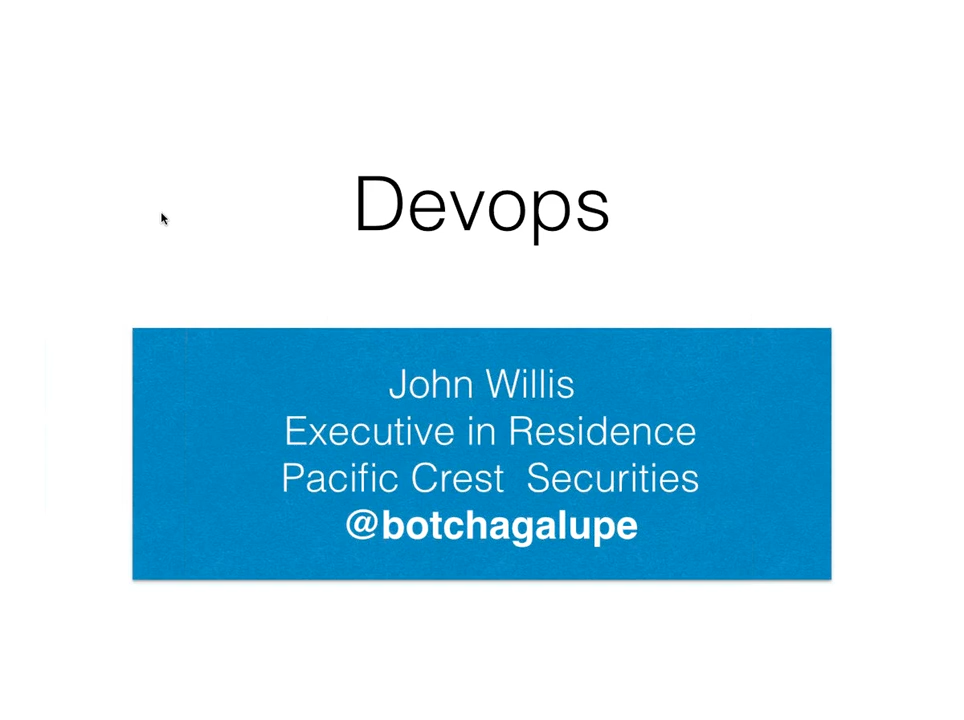 Devops
John Willis
Executive in Residence
Pacific Crest  Securities
@botchagalupe